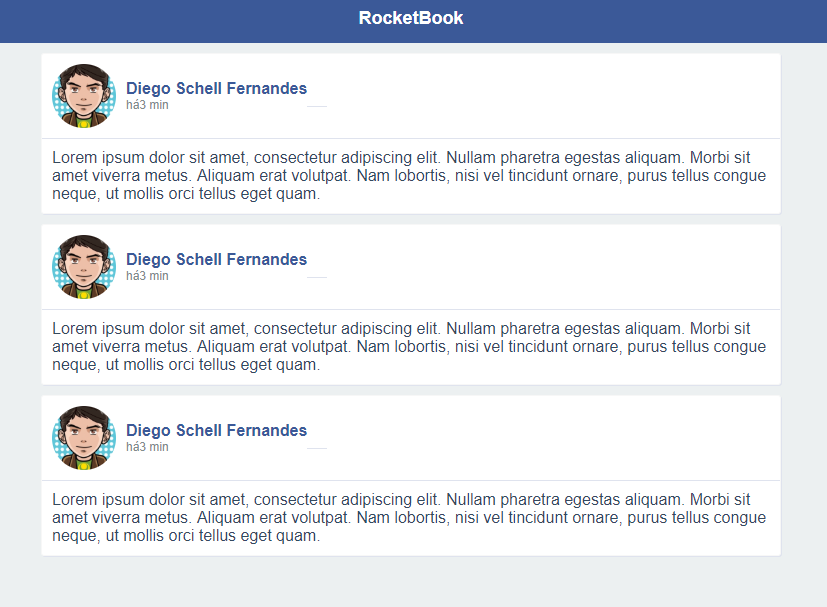 RocketBook
Diego Schell Fernandes
há3 min
Lorem ipsum dolor sit amet, consectetur adipiscing elit. Nullam pharetra egestas aliquam. Morbi sit
amet viverra metus. Aliquam erat volutpat. Nam lobortis, nisi vel tincidunt ornare, purus tellus congue
neque, ut mollis orci tellus eget quam.
Diego Schell Fernandes
há3 min
Lorem ipsum dolor sit amet, consectetur adipiscing elit. Nullam pharetra egestas aliquam. Morbi sit
amet viverra metus. Aliquam erat volutpat. Nam lobortis, nisi vel tincidunt ornare, purus tellus congue
neque, ut mollis orci tellus eget quam.
Diego Schell Fernandes
há3 min
Lorem ipsum dolor sit amet, consectetur adipiscing elit. Nullam pharetra egestas aliquam. Morbi sit
amet viverra metus. Aliquam erat volutpat. Nam lobortis, nisi vel tincidunt ornare, purus tellus congue
neque, ut mollis orci tellus eget quam.